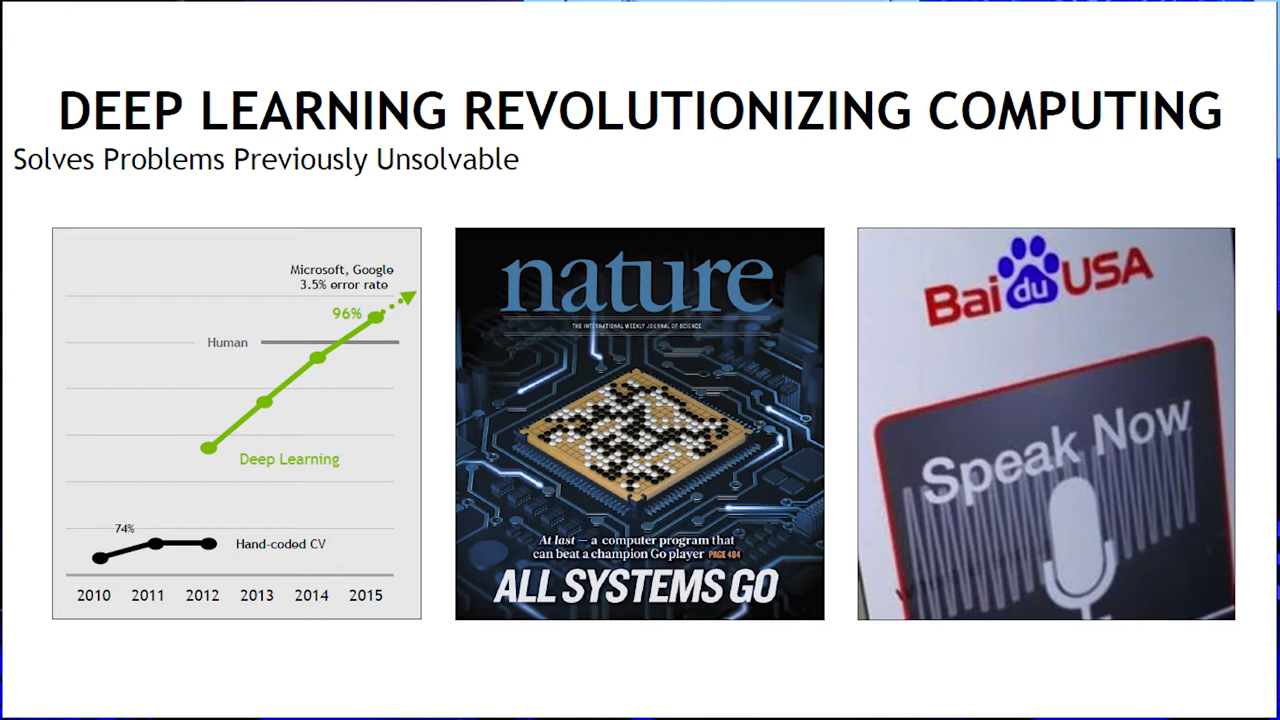 DEEP LEARNING REVOLUTIONIZING COMPUTING
Solves Problems Previously Unsolvable
Microsoft, Google
3.5% error rate
96%
Human
Deep Learning
74%
Hand-coded CV
2010 2011 2012 2013 2014 2015
nature
THE INTERNATIONAL WEEKLY JOURNAL OF SCIENCE
At last — a computer program that
can beat a champion Go player PAGE 484
ALL SYSTEMS GO
Bai du USA
Speak Now